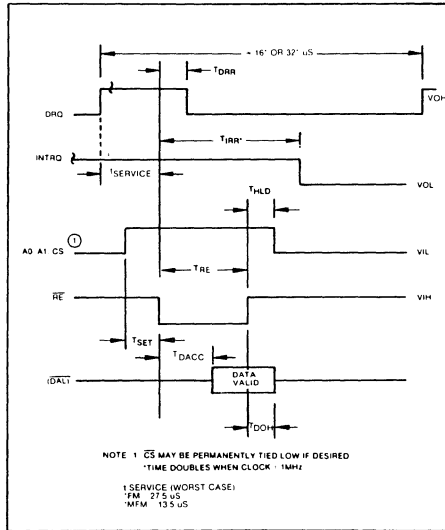 ≈ 16* OR 32* uS
TDRR
DRQ
VOH
TIRR*
INTRQ
TSERVICE
VOL
THLD
1
A0 A1 CS
VIL
TRE
RE
VIH
TSET
TDACC
(DAL)
DATA
VALID
TDOH
NOTE 1 CS MAY BE PERMANENTLY TIED LOW IF DESIRED
*TIME DOUBLES WHEN CLOCK = 1MHz
t SERVICE (WORST CASE)
*FM 27.5 uS
*MFM 13.5 uS